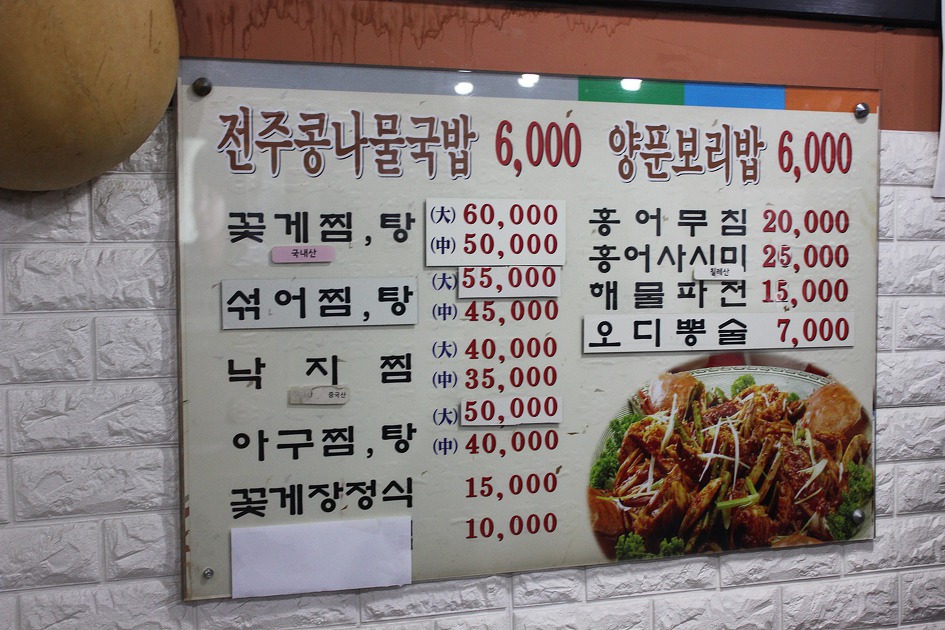 전주콩나물국밥 6,000
꽃게찜,탕 (大) 60,000
(中) 50,000
국내산
섞어찜,탕 (大) 55,000
(中) 45,000
낙지찜 (大) 40,000
(中) 35,000
중국산
아구찜,탕 (大) 50,000
(中) 40,000
꽃게장정식 15,000
10,000
양푼보리밥 6,000
홍어무침 20,000
홍어사시미 25,000
칠레산
해물파전 15,000
오디뽕술 7,000